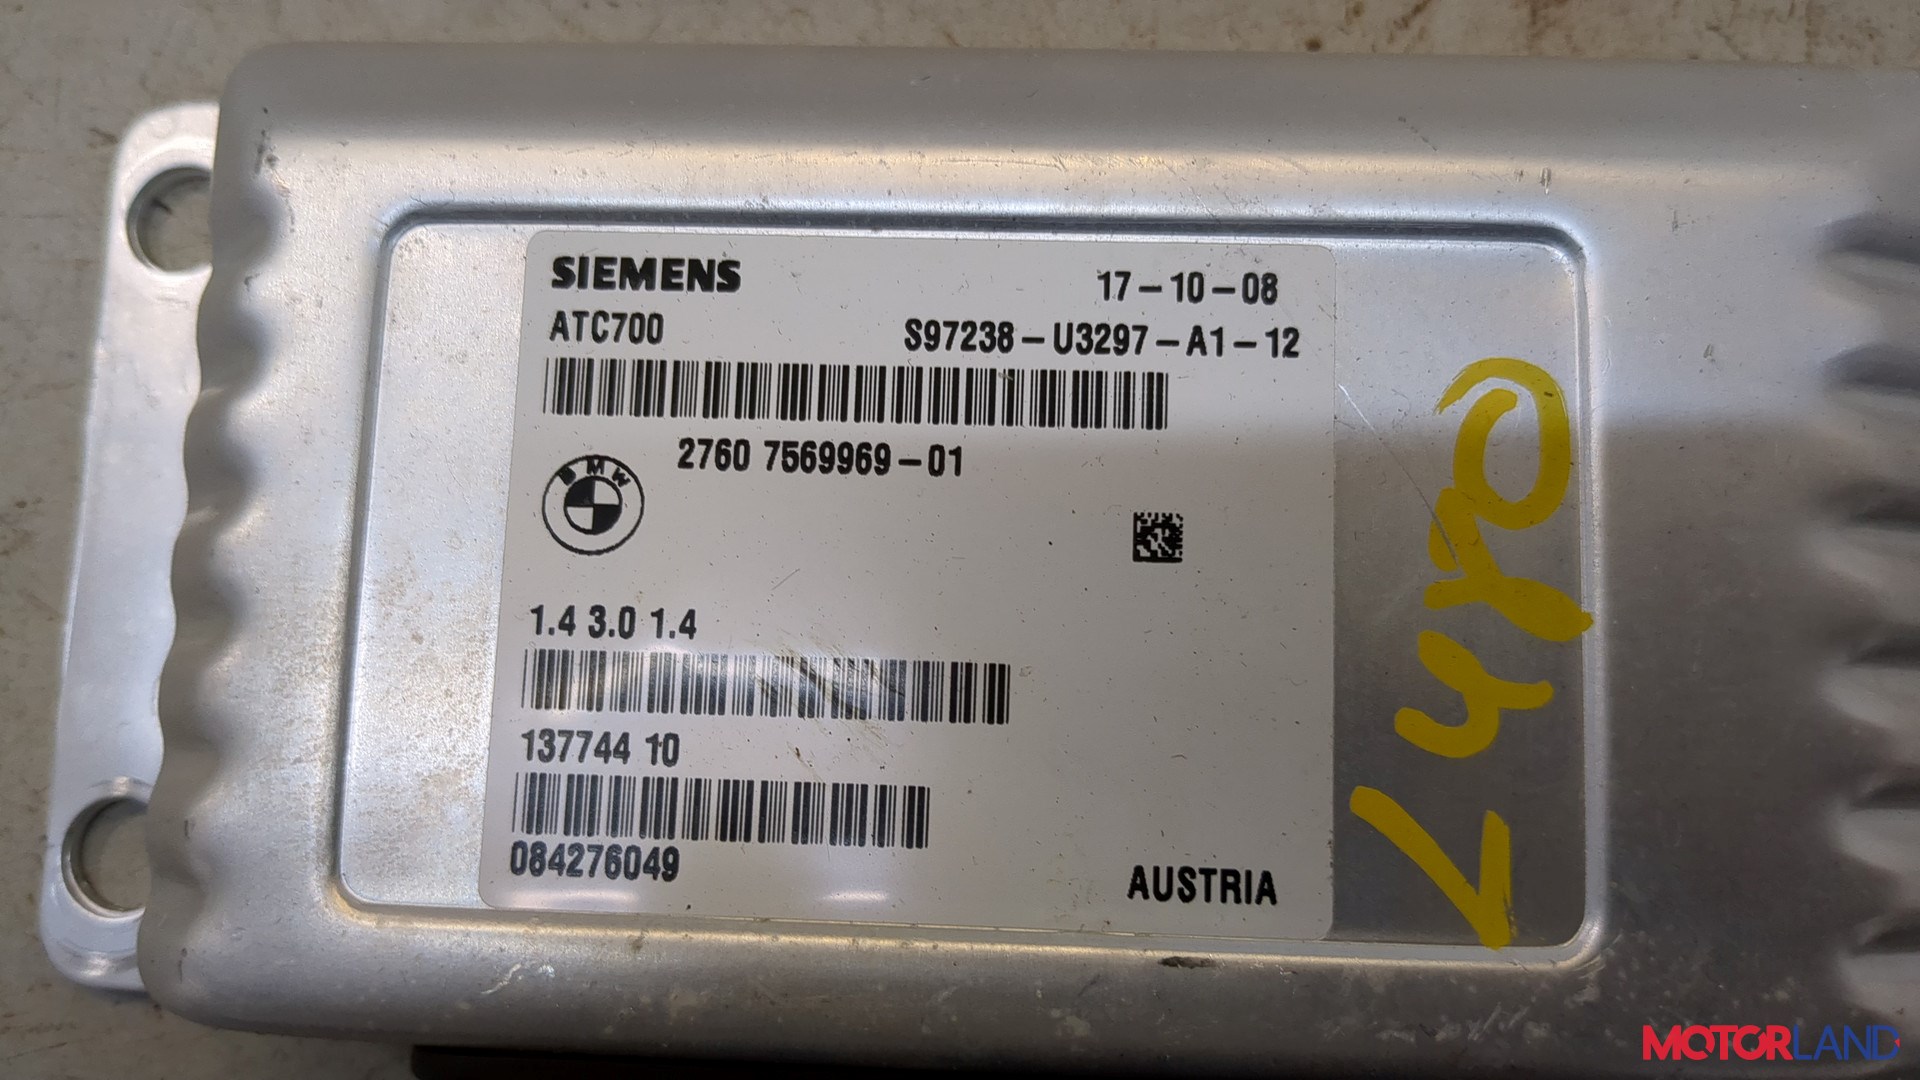 SIEMENS 17-10-08
ATC700 S97238-U3297-A1-12
2760 7569969-01
BMW
1.4 3.0 1.4
137744 10
084276049
AUSTRIA
MOTORLAND